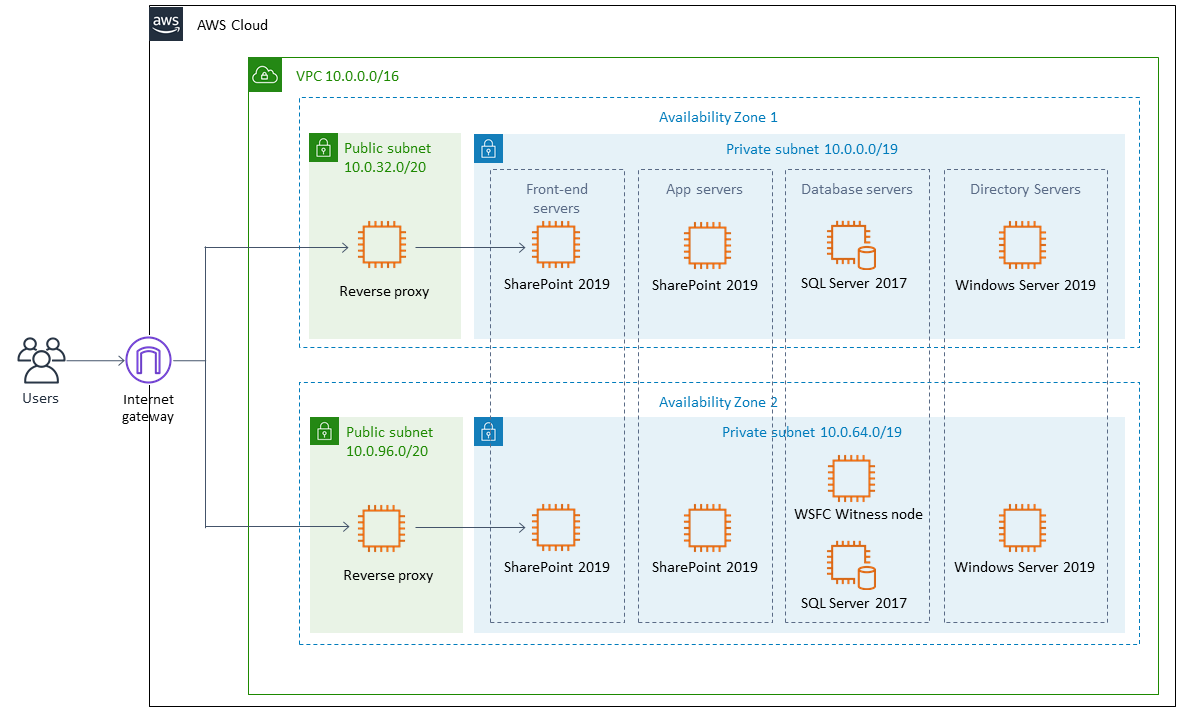 aws
AWS Cloud
VPC 10.0.0.0/16
Availability Zone 1
Public subnet
10.0.32.0/20
Private subnet 10.0.0.0/19
Front-end
servers
App servers
Database servers
Directory Servers
Reverse proxy
SharePoint 2019
SharePoint 2019
SQL Server 2017
Windows Server 2019
Users
Internet
gateway
Availability Zone 2
Public subnet
10.0.96.0/20
Private subnet 10.0.64.0/19
WSFC Witness node
Reverse proxy
SharePoint 2019
SharePoint 2019
SQL Server 2017
Windows Server 2019